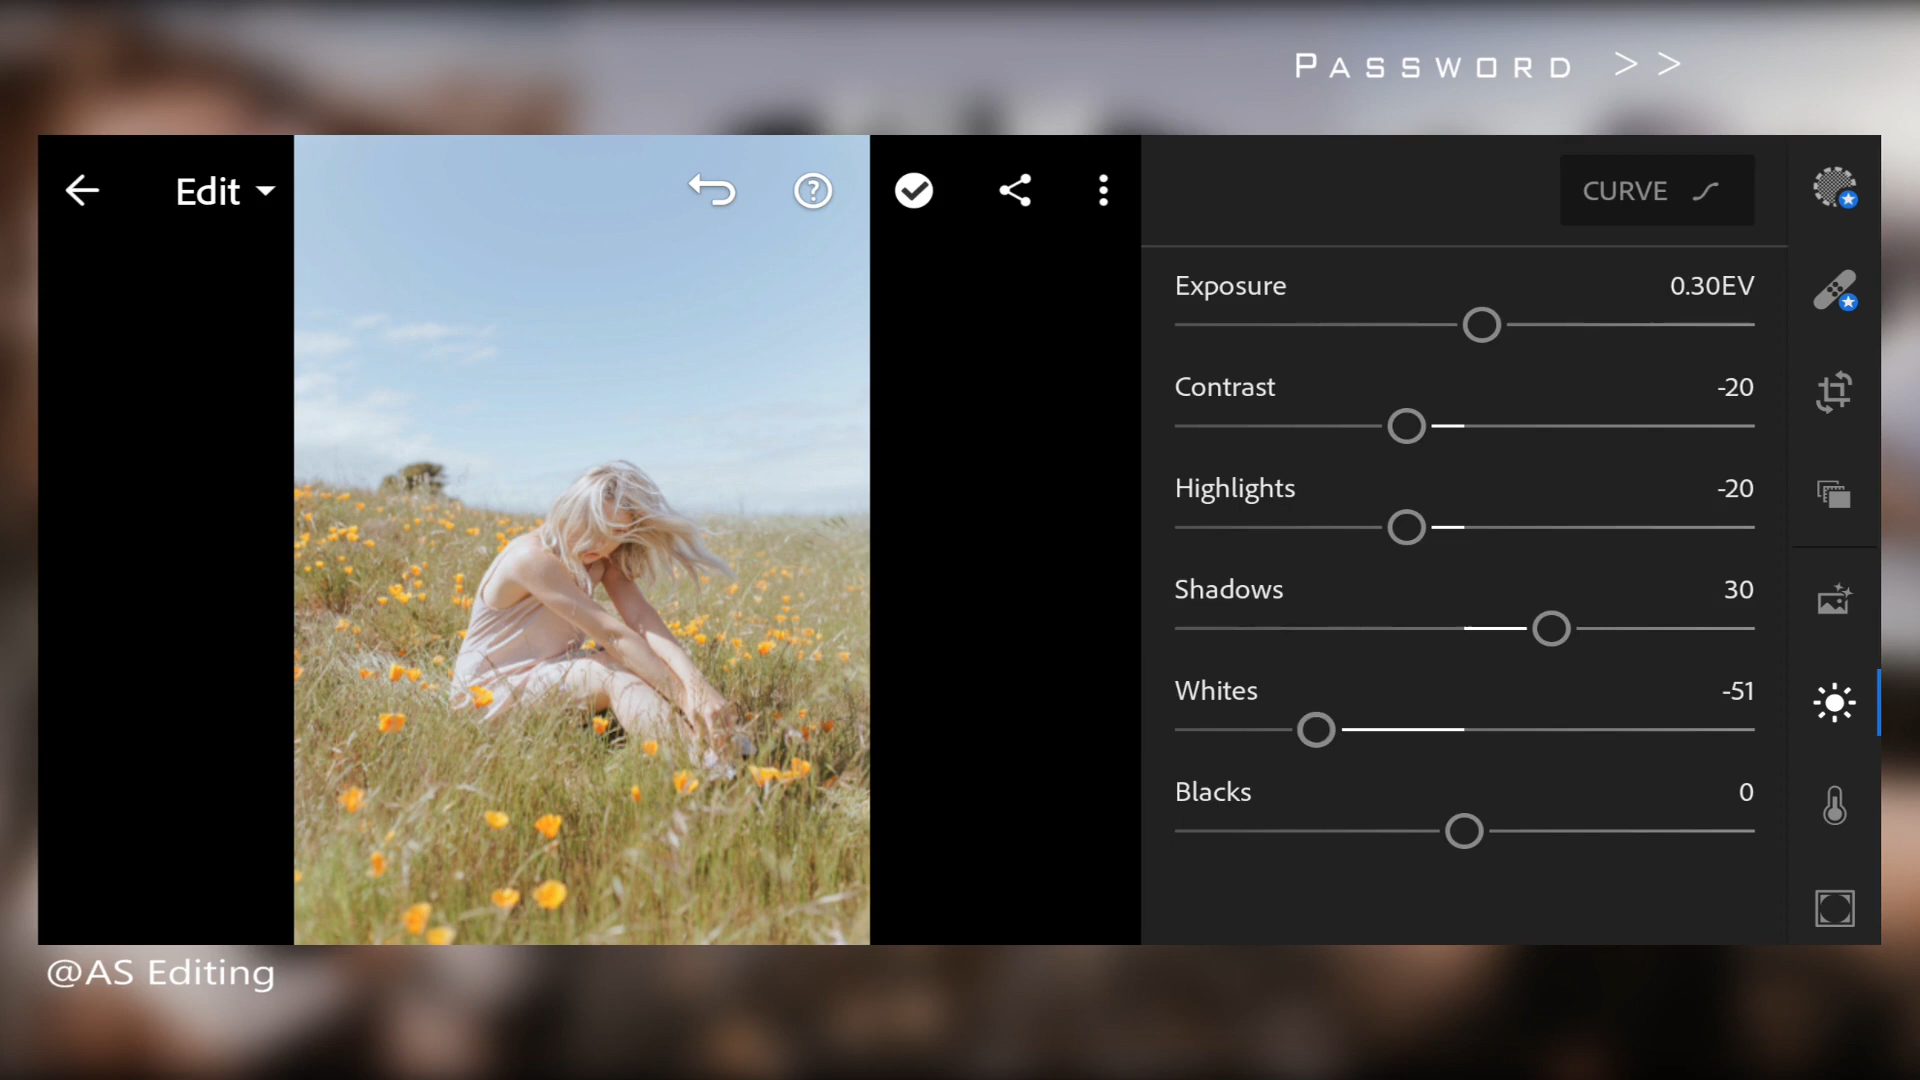 PASSWORD >>
Edit
CURVE
Exposure 0.30EV
Contrast -20
Highlights -20
Shadows 30
Whites -51
Blacks 0
@AS Editing